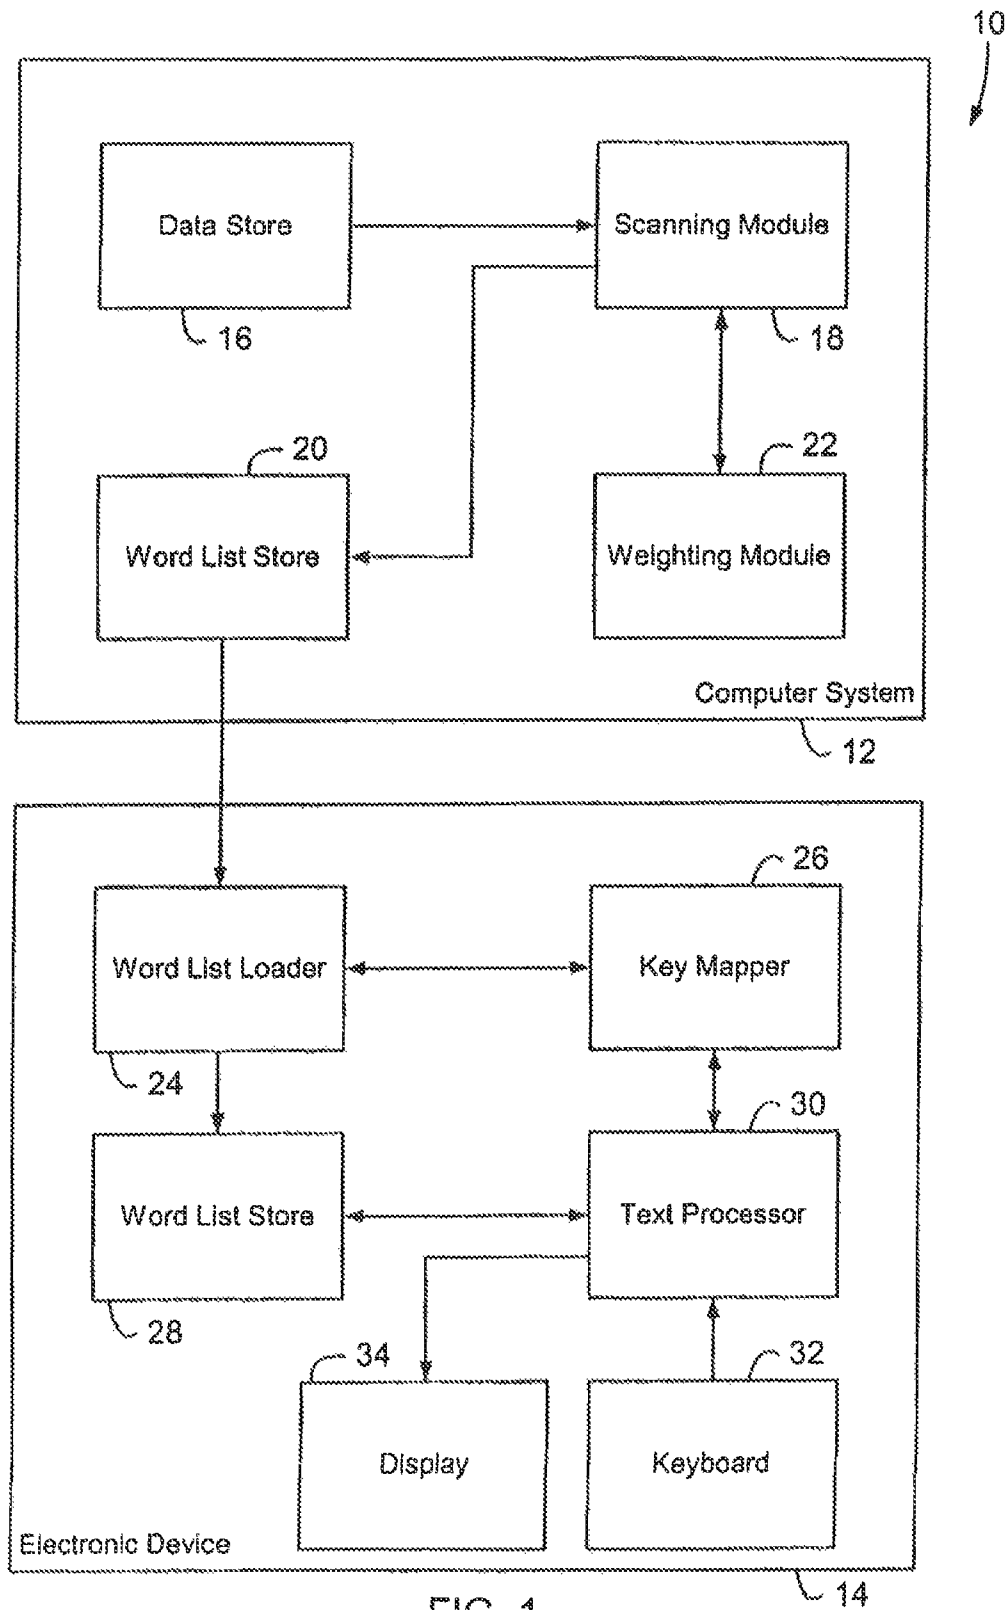 10
Data Store
Scanning Module
16
18
20
22
Word List Store
Weighting Module
Computer System
12
26
Word List Loader
Key Mapper
24
30
Word List Store
Text Processor
28
34
32
Display
Keyboard
Electronic Device
14
FIG. 1